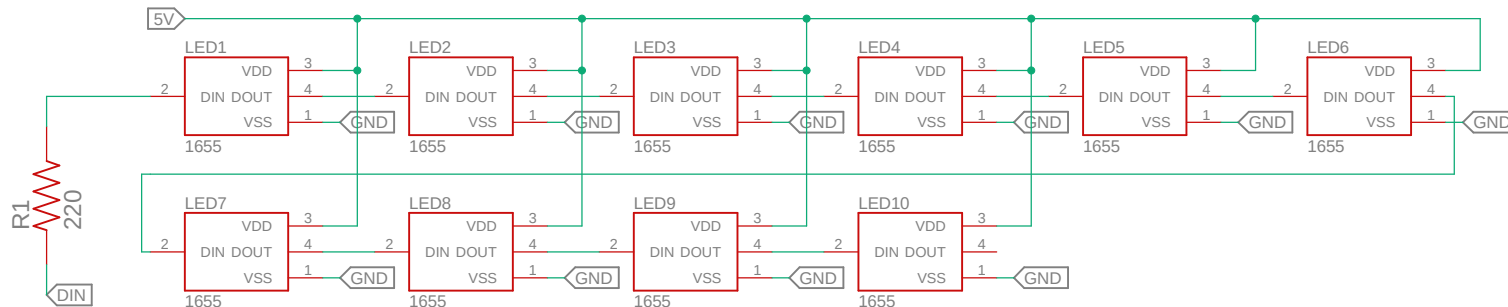 5V
LED1 LED2 LED3 LED4 LED5 LED6
VDD 3 VDD 3 VDD 3 VDD 3 VDD 3 VDD 3
2 DIN DOUT 4 2 DIN DOUT 4 2 DIN DOUT 4 2 DIN DOUT 4 2 DIN DOUT 4 2 DIN DOUT 4
VSS 1 GND VSS 1 GND VSS 1 GND VSS 1 GND VSS 1 GND VSS 1 GND
1655 1655 1655 1655 1655 1655
R1
220
LED7 LED8 LED9 LED10
VDD 3 VDD 3 VDD 3 VDD 3
2 DIN DOUT 4 2 DIN DOUT 4 2 DIN DOUT 4 2 DIN DOUT 4
VSS 1 GND VSS 1 GND VSS 1 GND VSS 1 GND
DIN
1655 1655 1655 1655